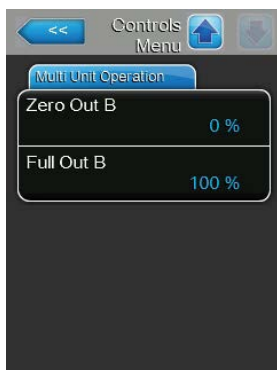 << Controls
Menu
Multi Unit Operation
Zero Out B
0 %
Full Out B
100 %